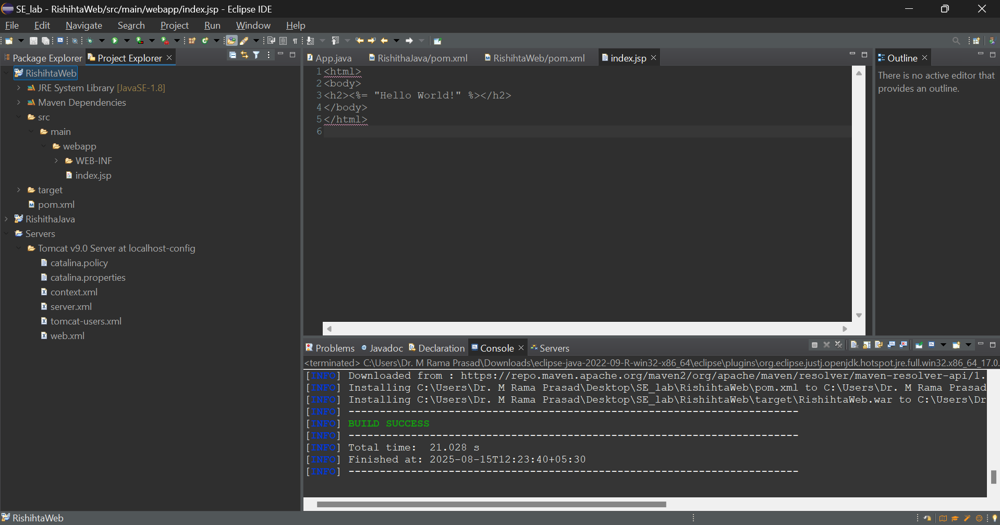 SE_lab - RishihtaWeb/src/main/webapp/index.jsp - Eclipse IDE
File Edit Navigate Search Project Run Window Help
Package Explorer Project Explorer
RishihtaWeb
JRE System Library [JavaSE-1.8]
Maven Dependencies
src
main
webapp
WEB-INF
index.jsp
target
pom.xml
RishithaJava
Servers
Tomcat v9.0 Server at localhost-config
catalina.policy
catalina.properties
context.xml
server.xml
tomcat-users.xml
web.xml
App.java RishithaJava/pom.xml RishihtaWeb/pom.xml index.jsp
1 <html>
2 <body>
3 <h2><%= "Hello World!" %></h2>
4 </body>
5 </html>
6
Outline
There is no active editor that
provides an outline.
Problems Javadoc Declaration Console Servers
<terminated> C:\Users\Dr. M Rama Prasad\Downloads\eclipse-java-2022-09-R-win32-x86_64\eclipse\plugins\org.eclipse.justj.openjdk.hotspot.jre.full.win32.x86_64_17.0.
[INFO] Downloaded from : https://repo.maven.apache.org/maven2/org/apache/maven/resolver/maven-resolver-api/1.
[INFO] Installing C:\Users\Dr. M Rama Prasad\Desktop\SE_lab\RishihtaWeb\pom.xml to C:\Users\Dr. M Rama Prasad
[INFO] Installing C:\Users\Dr. M Rama Prasad\Desktop\SE_lab\RishihtaWeb\target\RishihtaWeb.war to C:\Users\Dr
[INFO] ------------------------------------------------------------------------
[INFO] BUILD SUCCESS
[INFO] ------------------------------------------------------------------------
[INFO] Total time:  21.028 s
[INFO] Finished at: 2025-08-15T12:23:40+05:30
[INFO] ------------------------------------------------------------------------
RishihtaWeb